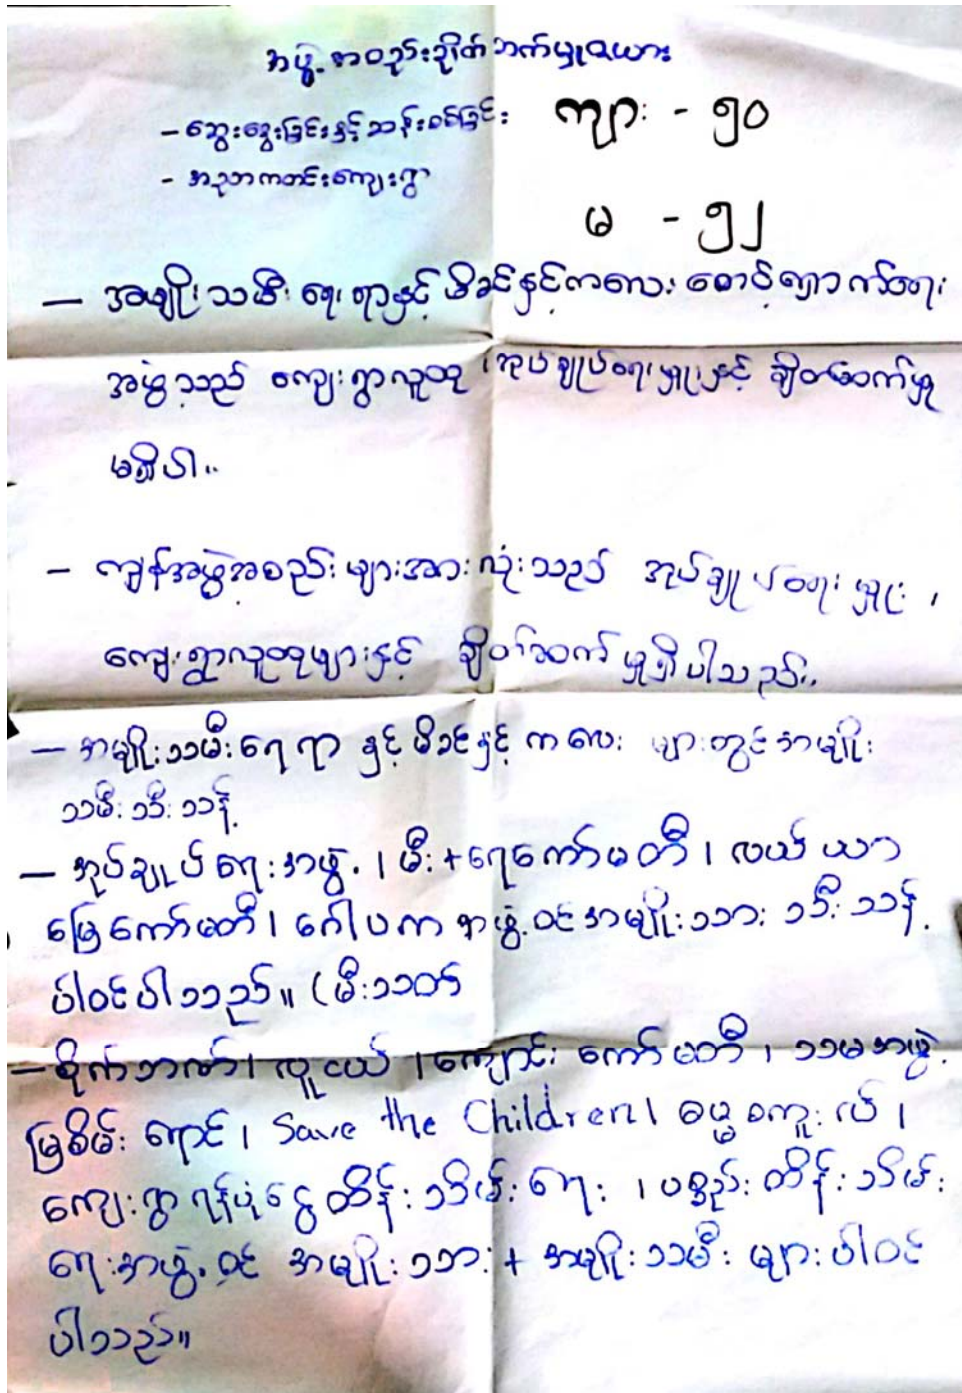 အဖွဲ့အစည်းချိတ်ဆက်မှုဇယား
- ဆွေးနွေးခြင်းနှင့်ဆန်းစစ်ခြင်း ကျား - ၅၀
- ကျေးရွာ
မ - ၅၂
- အမျိုးသမီးရေးရာနှင့် မိခင်နှင့်ကလေး စောင့်ရှောက်ရေး
အဖွဲ့သည် ကျေးရွာလူထု၊ အုပ်ချုပ်ရေးမှူးနှင့် ချိတ်ဆက်မှု
မရှိပါ။
- ကျန်အဖွဲ့အစည်းများအားလုံးသည် အုပ်ချုပ်ရေးမှူး၊
ကျေးရွာလူထုများနှင့် ချိတ်ဆက်မှုရှိပါသည်။
- အမျိုးသမီးရေးရာ နှင့် မိခင်နှင့် ကလေး များတွင် အမျိုး
သမီး သီးသန့်
- အုပ်ချုပ်ရေးအဖွဲ့၊ မီး+ရေကော်မတီ၊ လယ်ယာ
မြေကော်မတီ၊ ဂေါပက အဖွဲ့ဝင်အမျိုးသား သီးသန့်
ပါဝင်ပါသည်။ (မီးသတ်
- စိုက်ဘဏ်၊ လူငယ်၊ ကျောင်းကော်မတီ၊ သမအဖွဲ့
မြစိမ်းရောင်၊ Save the Children၊ ဓမ္မစကူးလ်၊
ကျေးရွာရန်ပုံငွေထိန်းသိမ်းရေး၊ ပစ္စည်းထိန်းသိမ်း
ရေးအဖွဲ့ဝင် အမျိုးသား + အမျိုးသမီး များပါဝင်
ပါသည်။